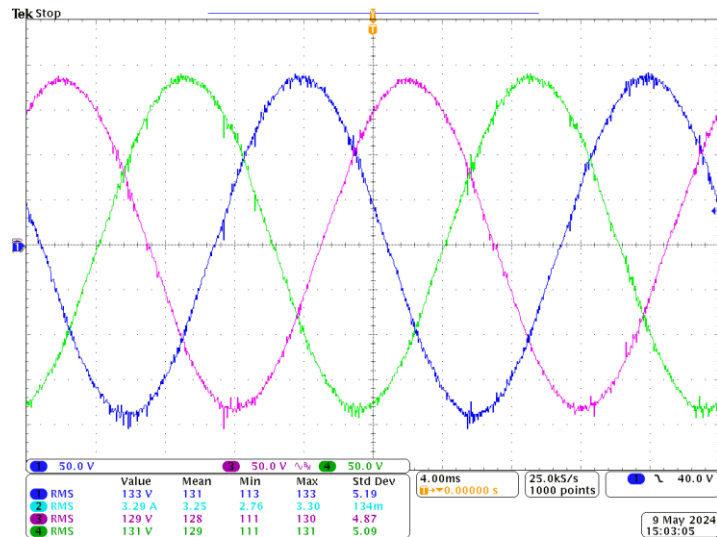 Tek Stop
T
T
1
1 50.0 V 3 50.0 V 4 50.0 V
Value Mean Min Max Std Dev
1 RMS 133 V 131 113 133 5.19
2 RMS 3.29 A 3.25 2.76 3.30 134m
3 RMS 129 V 128 111 130 4.87
4 RMS 131 V 129 111 131 5.09
4.00ms
T→▼0.00000 s
25.0kS/s
1000 points
1 40.0 V
9 May 2024
15:03:05